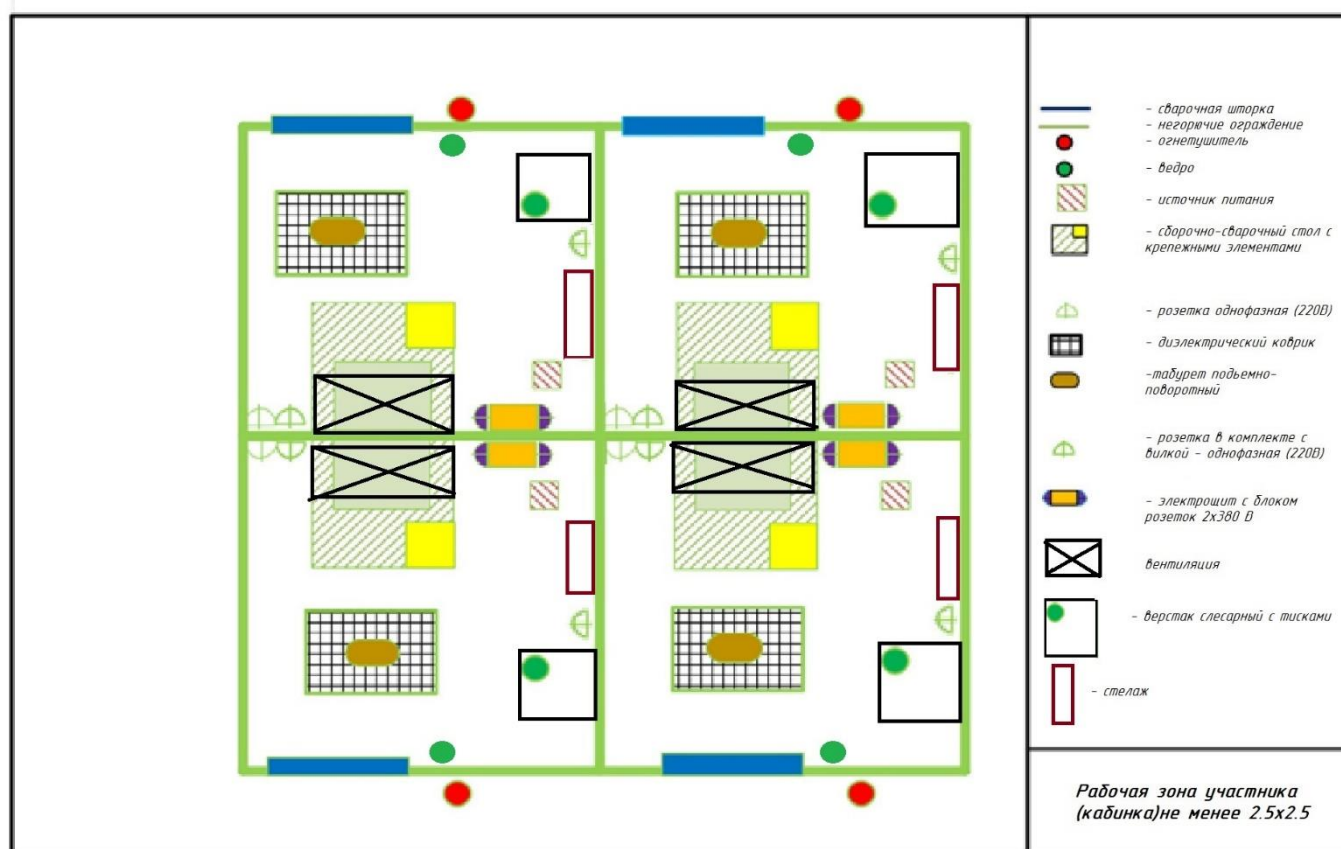 - сварочная шторка
- негорючие ограждение
- огнетушитель
- ведро
- источник питания
- сборочно-сварочный стол с
крепежными элементами
- розетка однофазная (220В)
- диэлектрический коврик
-табурет подьемно-
поворотный
- розетка в комплекте с
вилкой - однофазная (220В)
- электрощит с блоком
розеток 2х380 В
вентиляция
- верстак слесарный с тисками
- стелаж
Рабочая зона участника
(кабинка)не менее 2.5х2.5